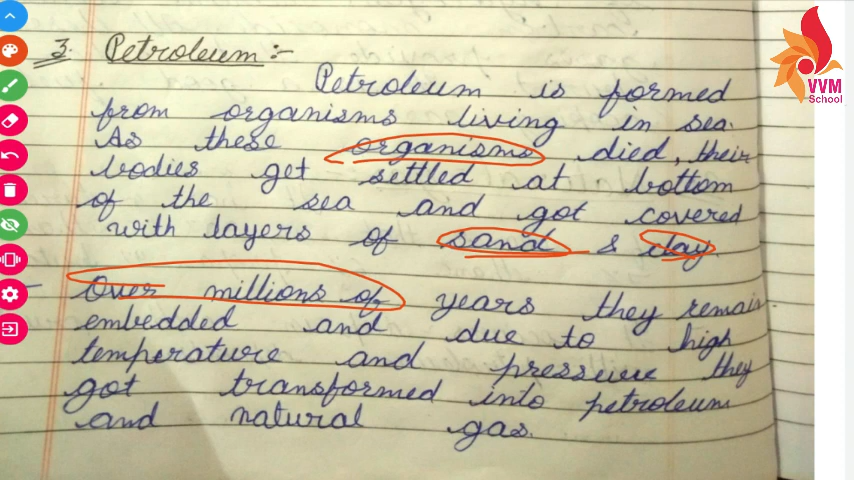 3. Petroleum :-
Petroleum is formed
from organisms living in sea.
As these organisms died, their
bodies get settled at bottom
of the sea and got covered
with layers of sand & clay.
Over millions of years they remain
embedded and due to high
temperature and pressure they
got transformed into petroleum
and natural gas.
VVM
School